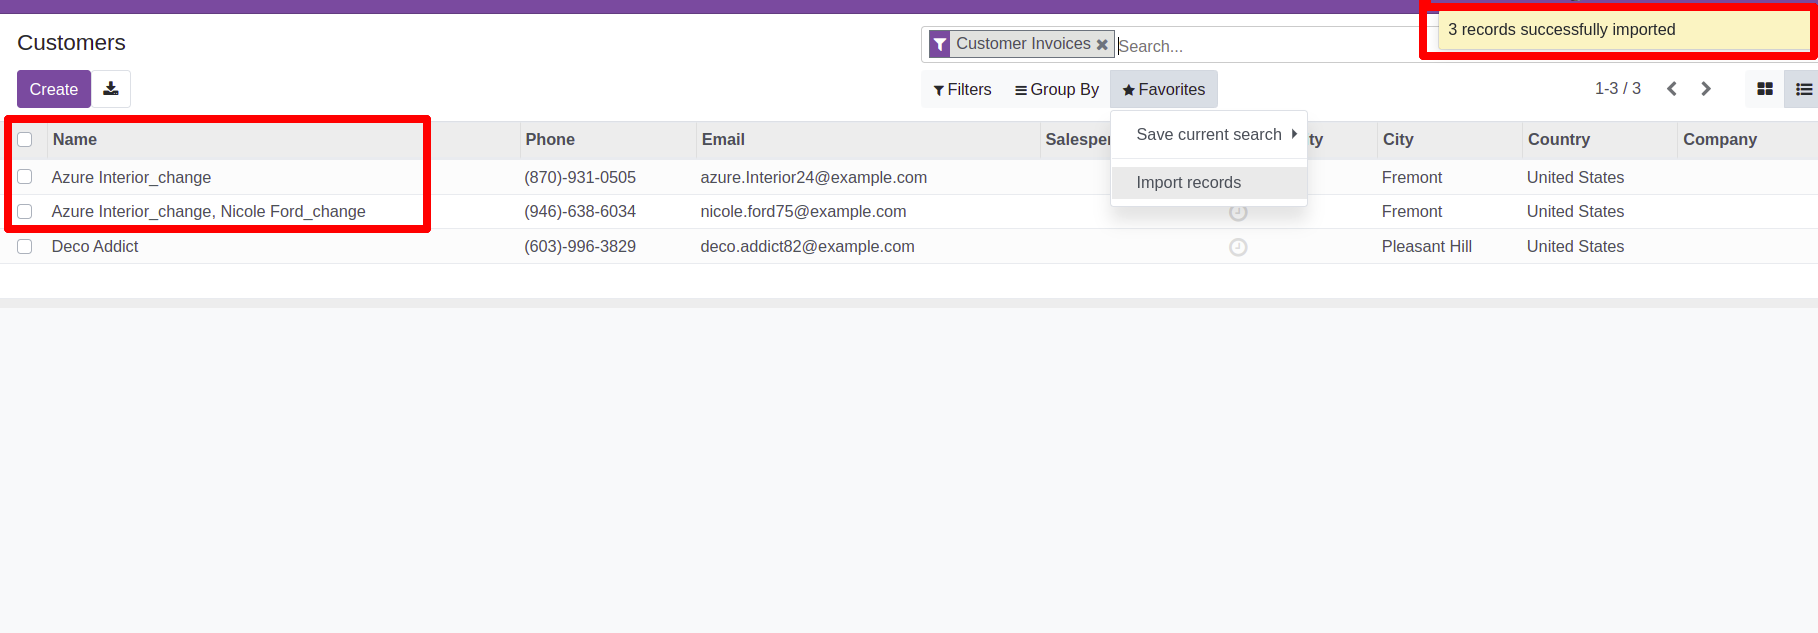 3 records successfully imported
Customers
Customer Invoices Search...
Create
Filters Group By Favorites 1-3 / 3
Save current search
Import records
Name Phone Email City Country Company
Azure Interior_change (870)-931-0505 azure.Interior24@example.com Fremont United States
Azure Interior_change, Nicole Ford_change (946)-638-6034 nicole.ford75@example.com Fremont United States
Deco Addict (603)-996-3829 deco.addict82@example.com Pleasant Hill United States